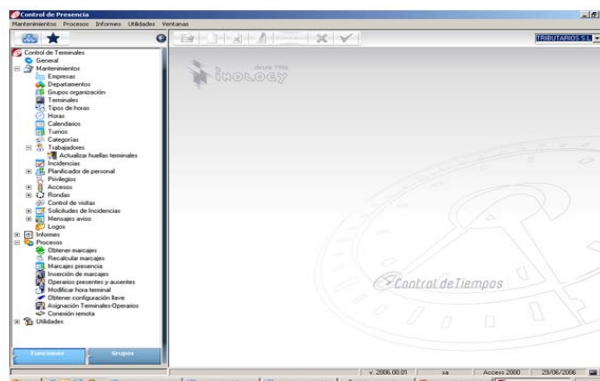 Control de Presencia
Mantenimientos Procesos Informes Utilidades Ventanas
TRIBUTARIOS S.L.
Control de Terminales
General
Mantenimientos
Empresas
Departamentos
Grupos organización
Terminales
Tipos de horas
Horas
Calendarios
Turnos
Categorías
Trabajadores
Actualizar huellas terminales
Incidencias
Planificador de personal
Privilegios
Accesos
Rondas
Control de visitas
Solicitudes de Incidencias
Mensajes aviso
Logos
Informes
Procesos
Obtener marcajes
Recalcular marcajes
Marcajes presencia
Inserción de marcajes
Operarios presentes y ausentes
Modificar hora terminal
Obtener configuración llave
Asignación Terminales-Operarios
Conexión remota
Utilidades
Funciones Grupos
desde 1996
inology
Control de Tiempos
v. 2006.00.01 sa Access 2000 29/06/2006